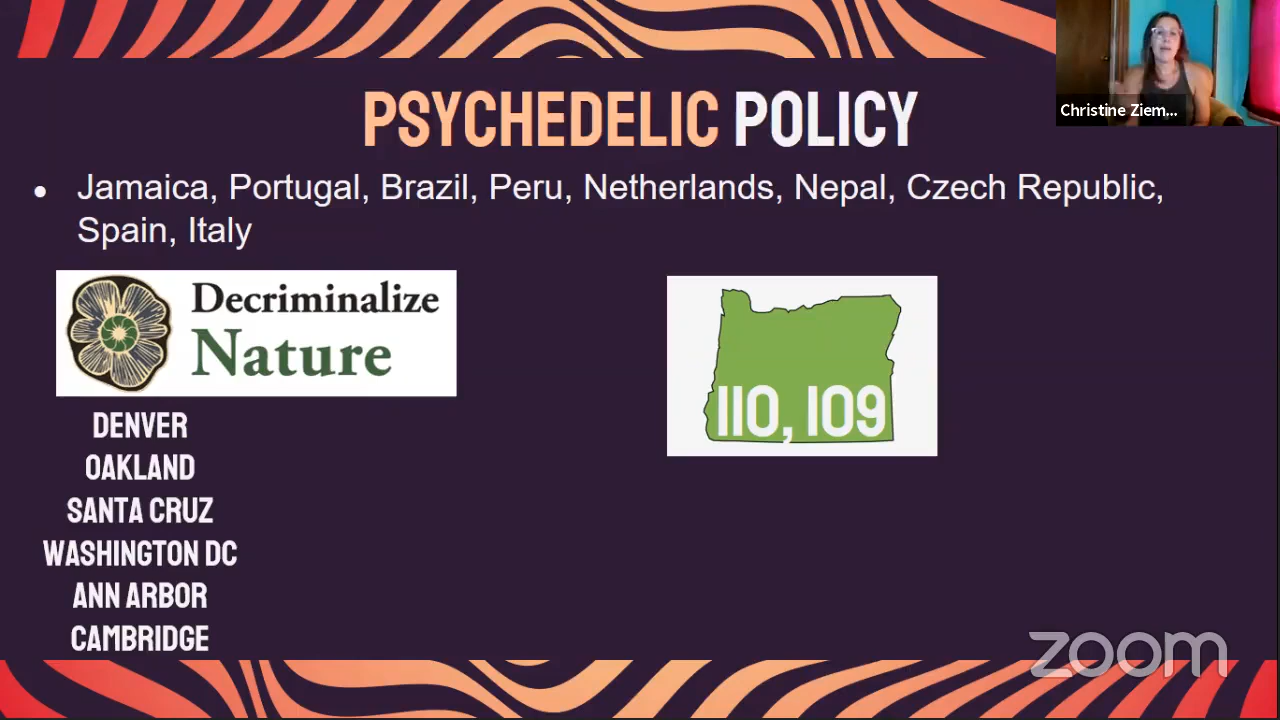 Christine Ziem...
PSYCHEDELIC POLICY
• Jamaica, Portugal, Brazil, Peru, Netherlands, Nepal, Czech Republic,
Spain, Italy
Decriminalize
Nature
110, 109
DENVER
OAKLAND
SANTA CRUZ
WASHINGTON DC
ANN ARBOR
CAMBRIDGE
zoom